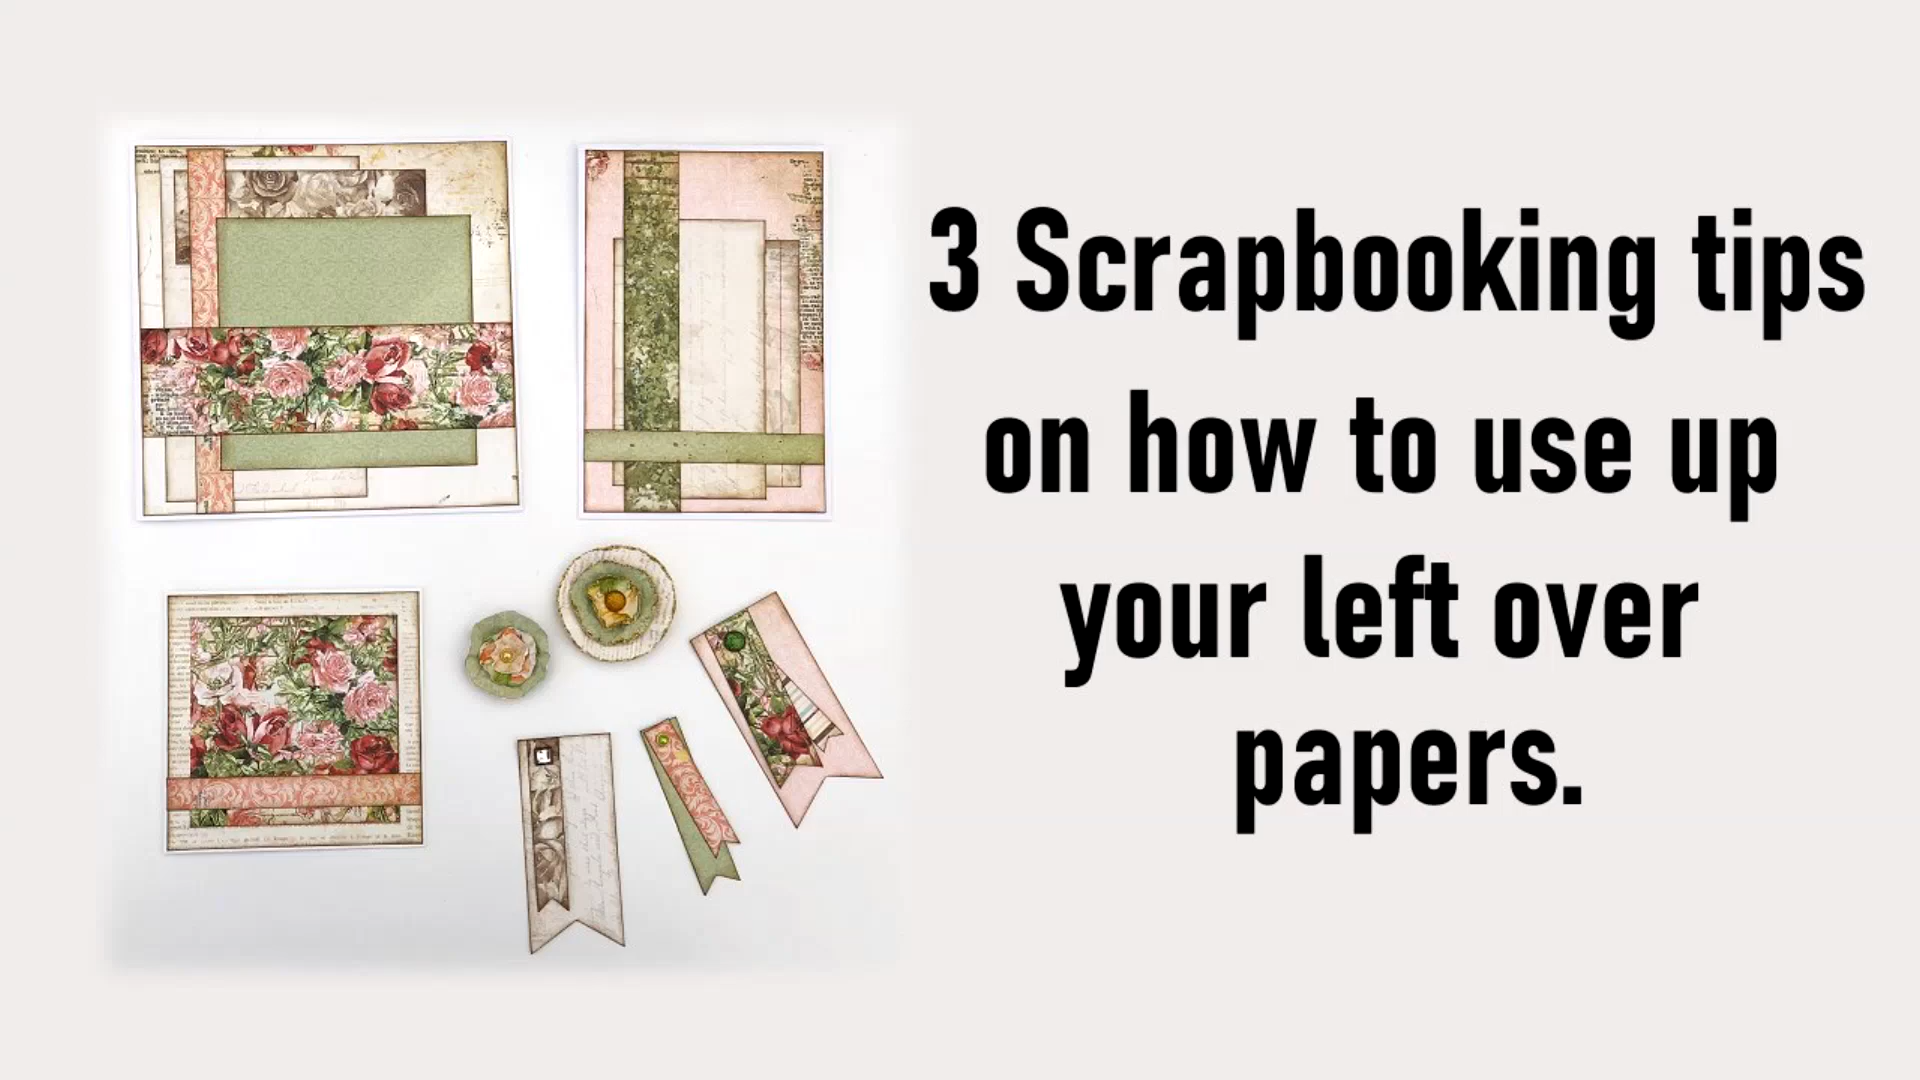 3 Scrapbooking tips
on how to use up
your left over
papers.